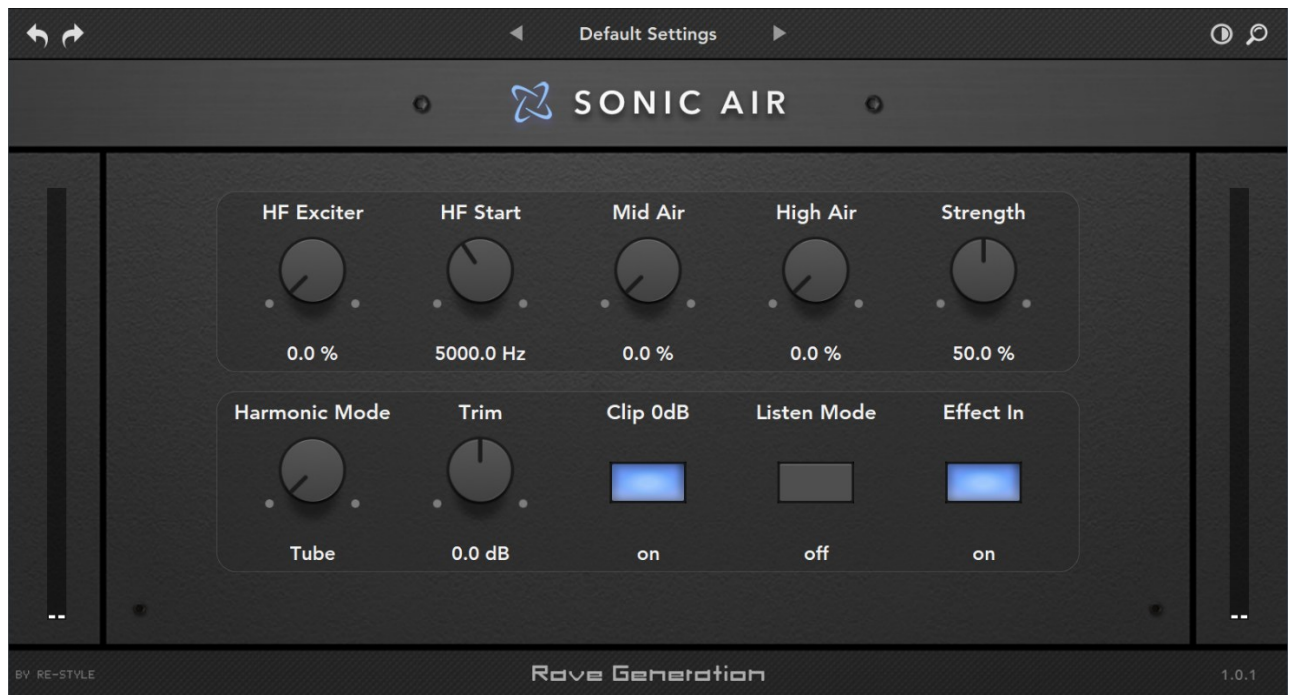 Default Settings
SONIC AIR
HF Exciter HF Start Mid Air High Air Strength
0.0 % 5000.0 Hz 0.0 % 0.0 % 50.0 %
Harmonic Mode Trim Clip 0dB Listen Mode Effect In
Tube 0.0 dB on off on
-- --
BY RE-STYLE Rave Generation 1.0.1